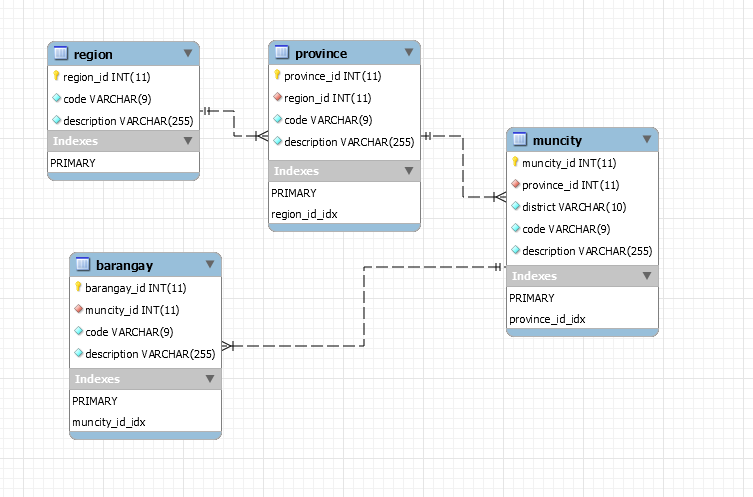 region
region_id INT(11)
code VARCHAR(9)
description VARCHAR(255)
Indexes
PRIMARY
province
province_id INT(11)
region_id INT(11)
code VARCHAR(9)
description VARCHAR(255)
Indexes
PRIMARY
region_id_idx
muncity
muncity_id INT(11)
province_id INT(11)
district VARCHAR(10)
code VARCHAR(9)
description VARCHAR(255)
Indexes
PRIMARY
province_id_idx
barangay
barangay_id INT(11)
muncity_id INT(11)
code VARCHAR(9)
description VARCHAR(255)
Indexes
PRIMARY
muncity_id_idx